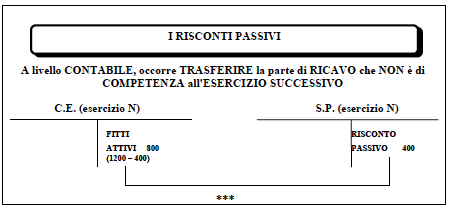 I RISCONTI PASSIVI
A livello CONTABILE, occorre TRASFERIRE la parte di RICAVO che NON è di
COMPETENZA all'ESERCIZIO SUCCESSIVO
C.E. (esercizio N)
S.P. (esercizio N)
FITTI
ATTIVI 800
(1200 – 400)
RISCONTO
PASSIVO 400
***